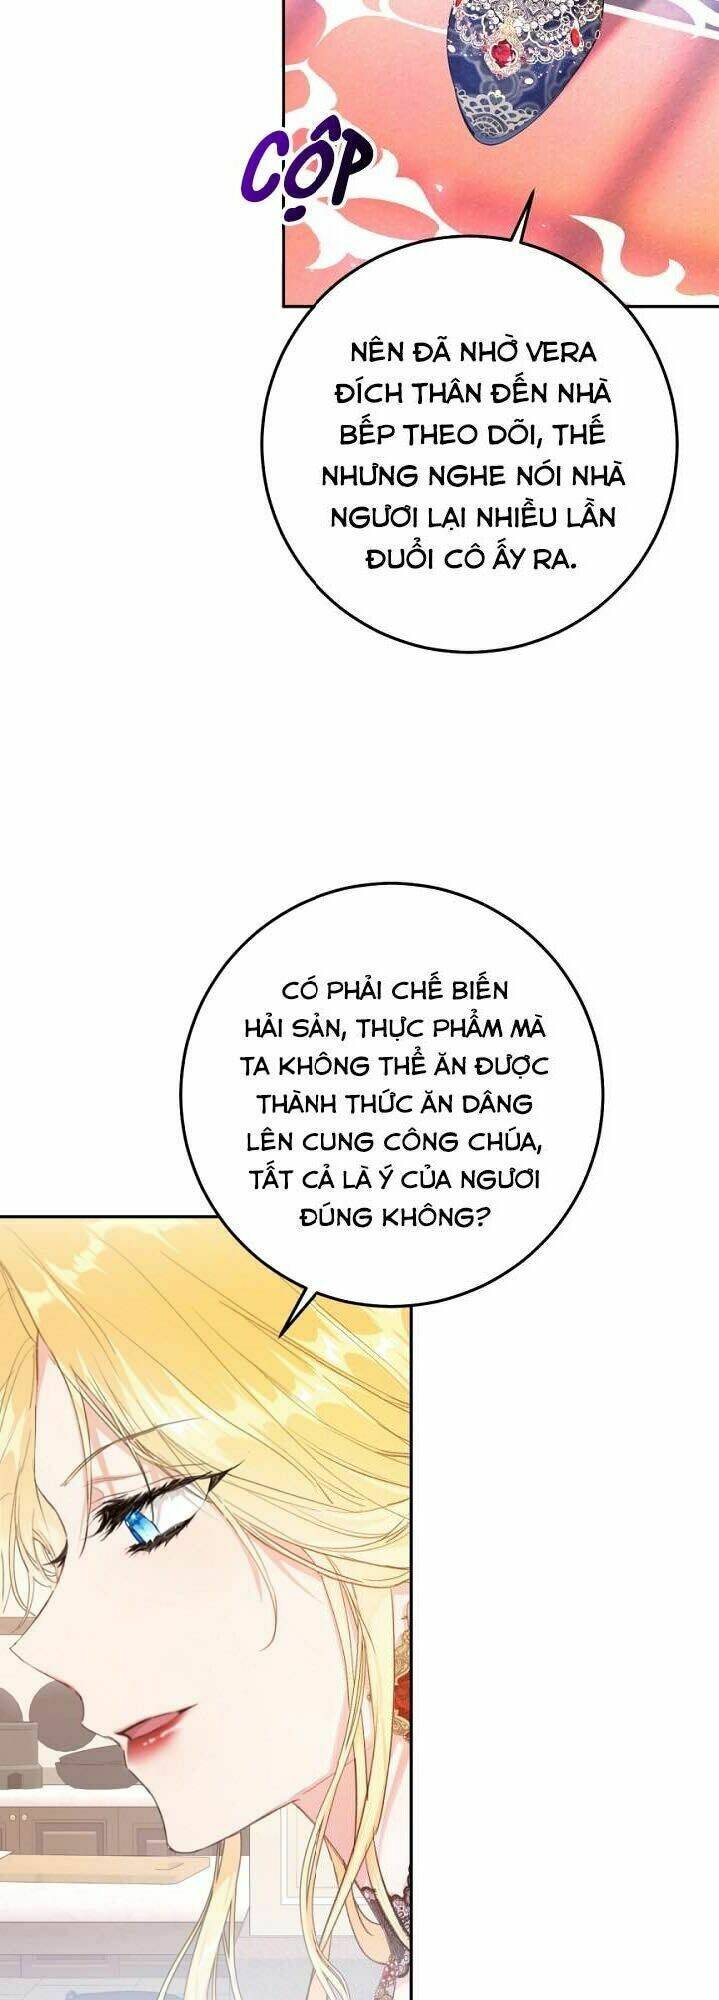 CỘP
NÊN ĐÃ NHỜ VERA
ĐÍCH THÂN ĐẾN NHÀ
BẾP THEO DÕI, THẾ
NHƯNG NGHE NÓI NHÀ
NGƯƠI LẠI NHIỀU LẦN
ĐUỔI CÔ ẤY RA.
CÓ PHẢI CHẾ BIẾN
HẢI SẢN, THỰC PHẨM MÀ
TA KHÔNG THỂ ĂN ĐƯỢC
THÀNH THỨC ĂN DÂNG
LÊN CUNG CÔNG CHÚA,
TẤT CẢ LÀ Ý CỦA NGƯƠI
ĐÚNG KHÔNG?